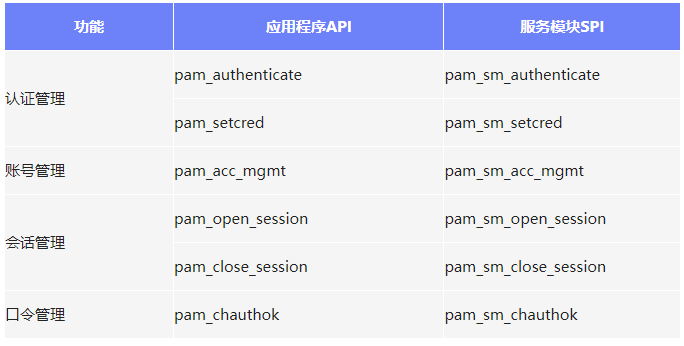 功能 应用程序API 服务模块SPI
认证管理 pam_authenticate pam_sm_authenticate
pam_setcred pam_sm_setcred
账号管理 pam_acc_mgmt pam_sm_acc_mgmt
会话管理 pam_open_session pam_sm_open_session
pam_close_session pam_sm_close_session
口令管理 pam_chauthok pam_sm_chauthok